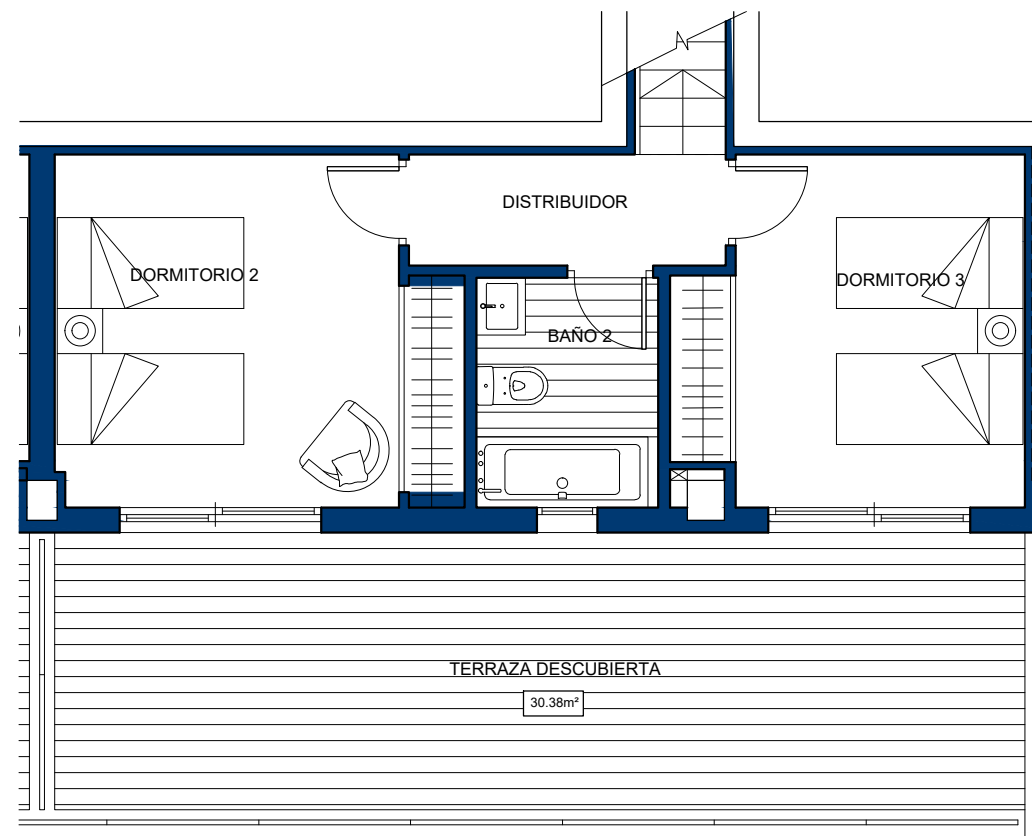 DISTRIBUIDOR
DORMITORIO 2
DORMITORIO 3
BAÑO 2
TERRAZA DESCUBIERTA
30.38m²